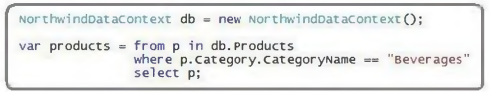 NorthwindDataContext db = new NorthwindDataContext();
var products = from p in db.Products
where p.Category.CategoryName == "Beverages"
select p;